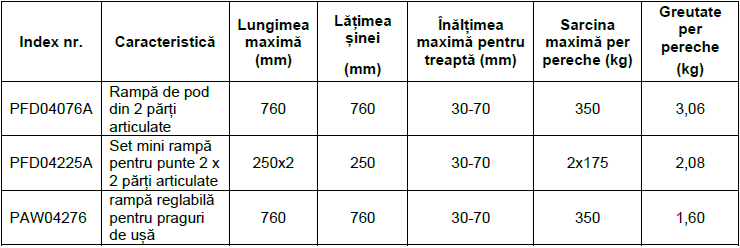 Index nr. Caracteristică Lungimea maximă (mm) Lățimea șinei (mm) Înălțimea maximă pentru treaptă (mm) Sarcina maximă per pereche (kg) Greutate per pereche (kg)
PFD04076A Rampă de pod din 2 părți articulate 760 760 30-70 350 3,06
PFD04225A Set mini rampă pentru punte 2 x 2 părți articulate 250x2 250 30-70 2x175 2,08
PAW04276 rampă reglabilă pentru praguri de ușă 760 760 30-70 350 1,60